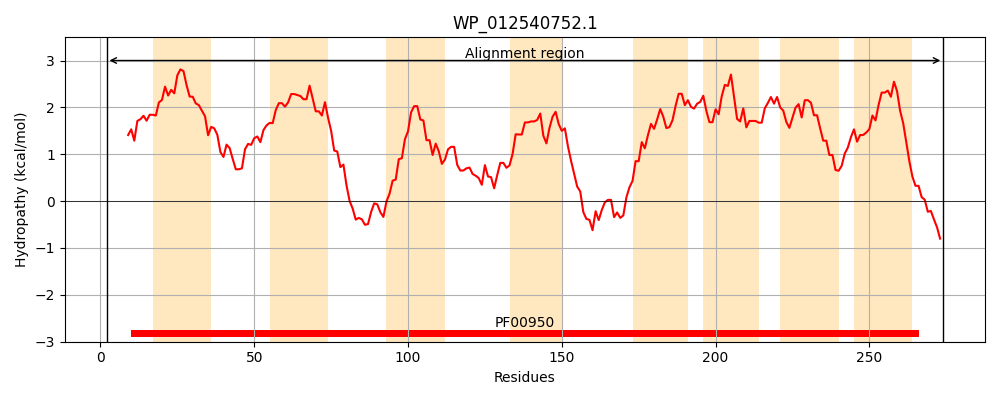 WP_012540752.1
Alignment region
PF00950
Hydropathy (kcal/mol)
3
2
1
0
−1
−2
−3
0 50 100 150 200 250
Residues